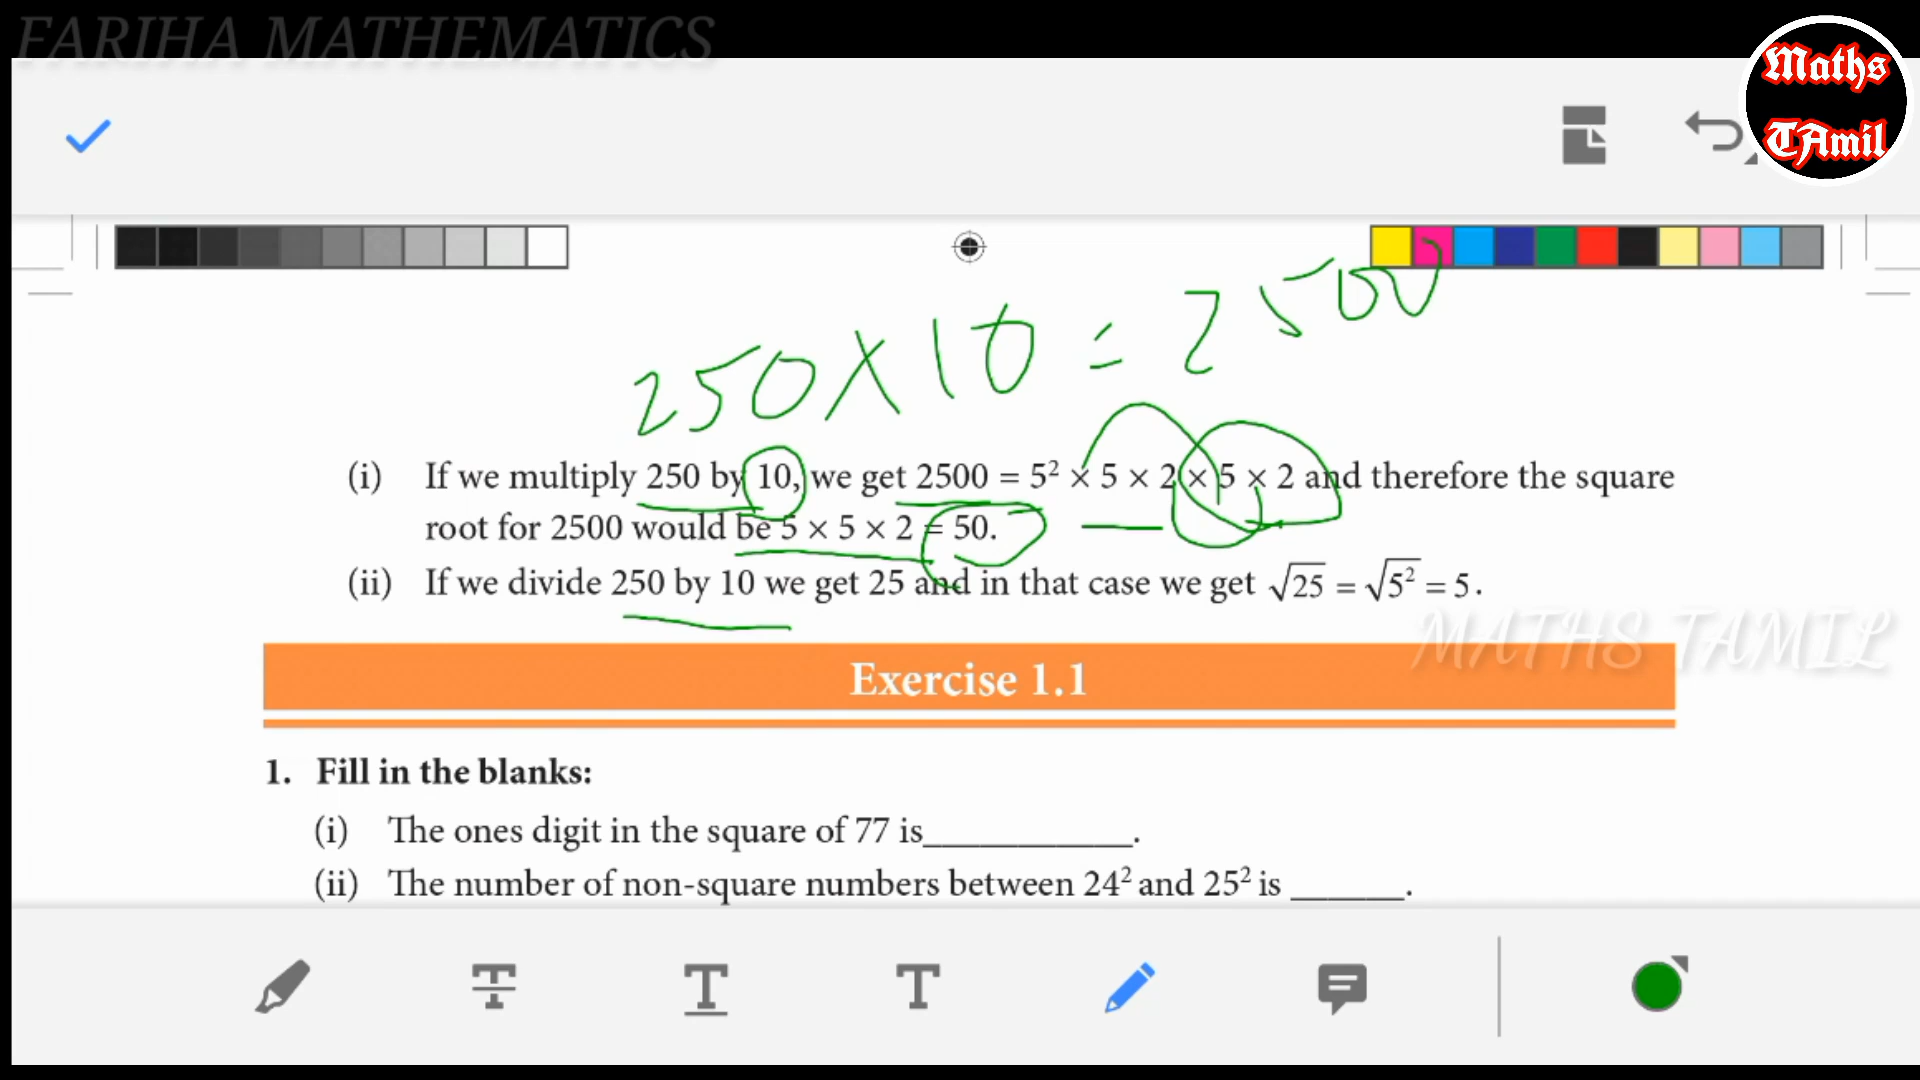 FARIHA MATHEMATICS
Maths
TAmil
250 × 10 = 2500
(i) If we multiply 250 by 10, we get 2500 = 5² × 5 × 2 × 5 × 2 and therefore the square
root for 2500 would be 5 × 5 × 2 = 50.
(ii) If we divide 250 by 10 we get 25 and in that case we get √25 = √5² = 5.
MATHS TAMIL
Exercise 1.1
1. Fill in the blanks:
(i) The ones digit in the square of 77 is____________.
(ii) The number of non-square numbers between 24² and 25² is ______.